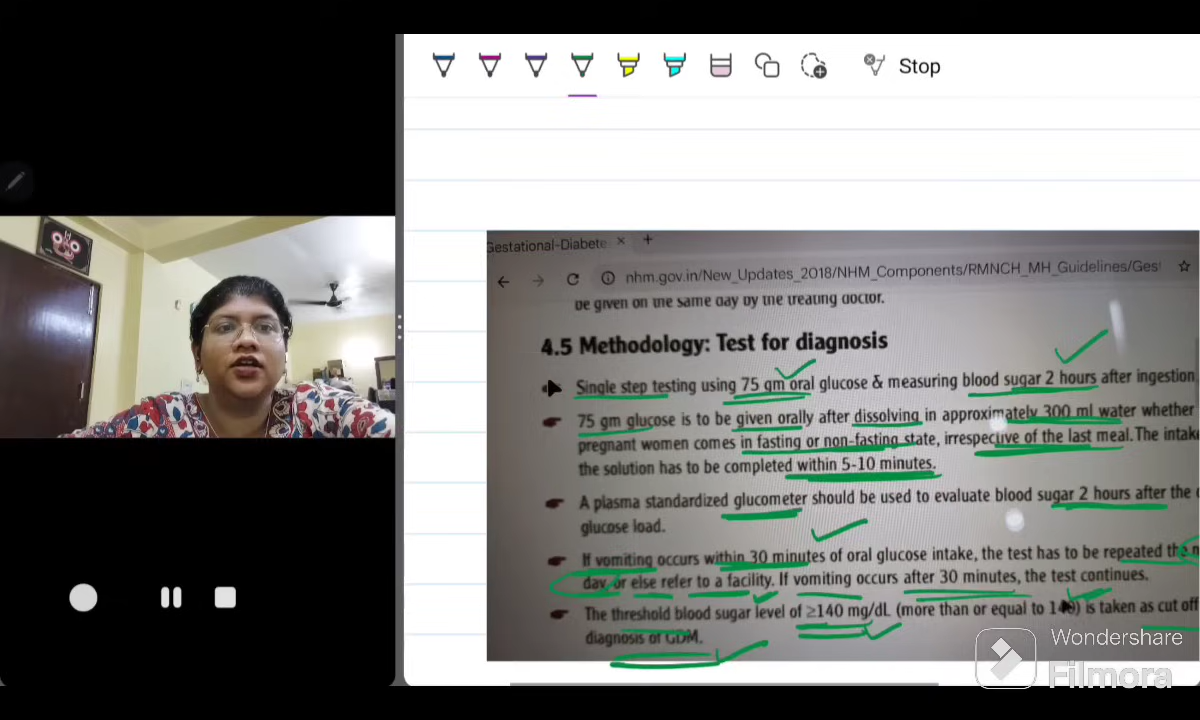 Stop
Gestational-Diabete
nhm.gov.in/New_Updates_2018/NHM_Components/RMNCH_MH_Guidelines/Ges
be given on the same day by the treating doctor.
4.5 Methodology: Test for diagnosis
Single step testing using 75 gm oral glucose & measuring blood sugar 2 hours after ingestion
75 gm glucose is to be given orally after dissolving in approximately 300 ml water whether
pregnant women comes in fasting or non-fasting state, irrespective of the last meal. The intak
the solution has to be completed within 5-10 minutes.
A plasma standardized glucometer should be used to evaluate blood sugar 2 hours after the
glucose load.
If vomiting occurs within 30 minutes of oral glucose intake, the test has to be repeated the
day or else refer to a facility. If vomiting occurs after 30 minutes, the test continues.
The threshold blood sugar level of ≥140 mg/dL (more than or equal to 140) is taken as cut off
diagnosis of GDM.
Wondershare
Filmora